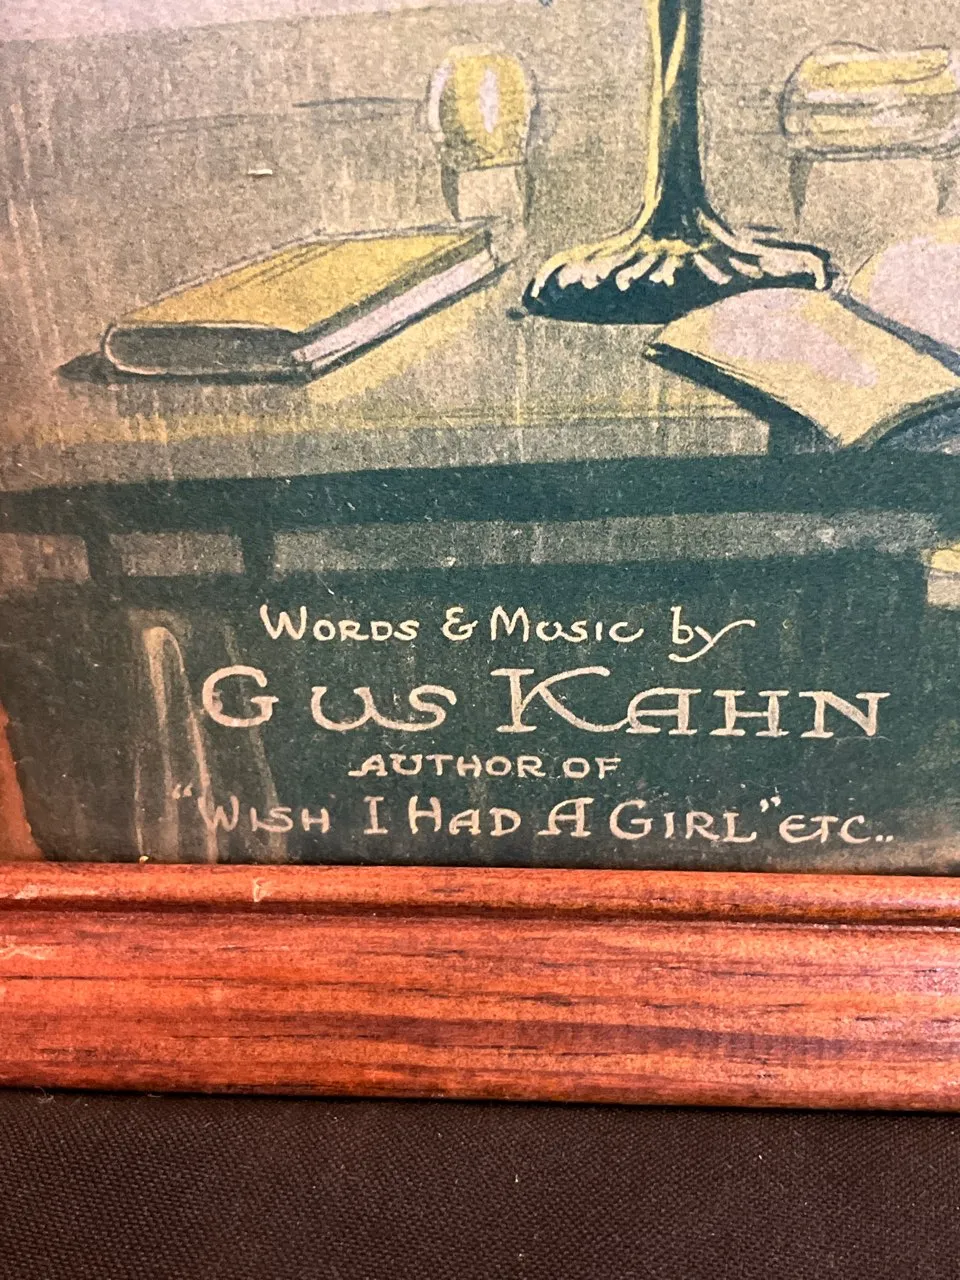 WORDS & MUSIC by
GUS KAHN
AUTHOR OF
"WISH I HAD A GIRL" ETC..